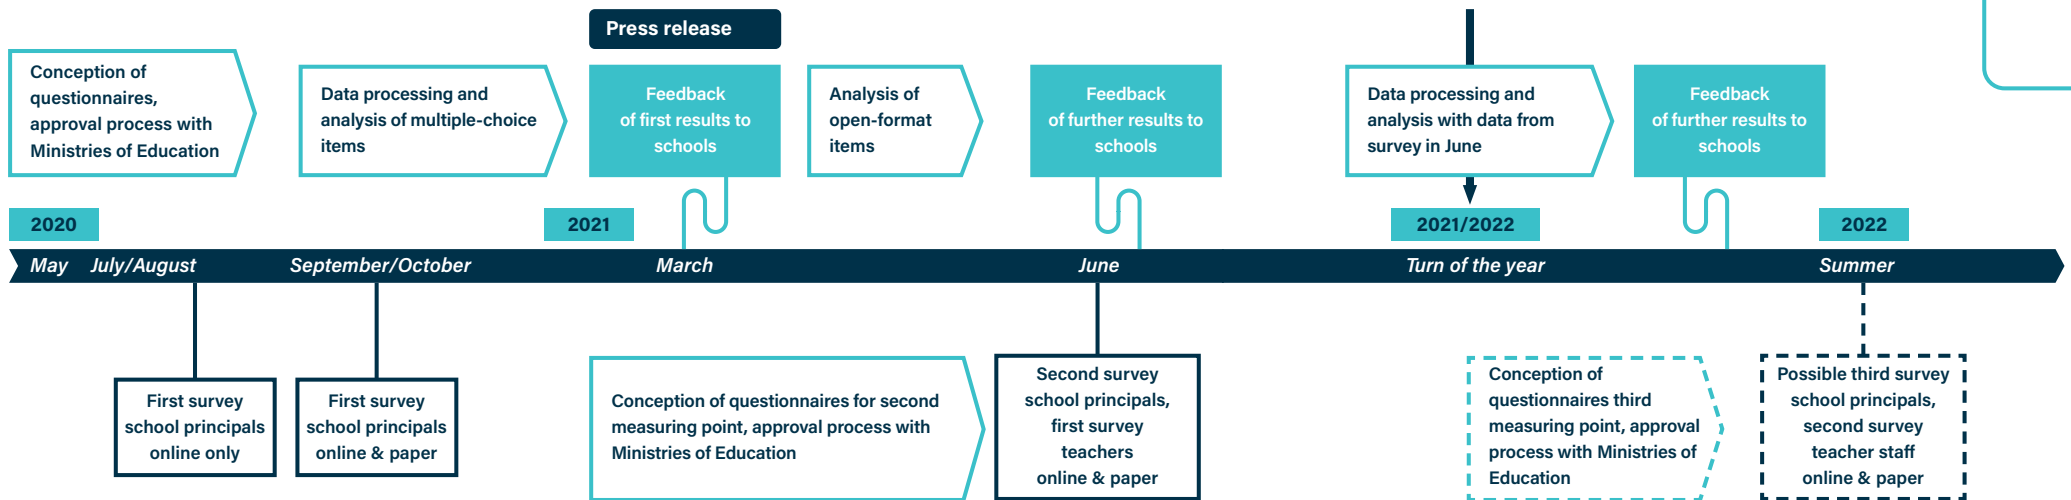 Press release
Conception of
questionnaires,
approval process with
Ministries of Education
Data processing and
analysis of multiple-choice
items
Feedback
of first results to
schools
Analysis of
open-format
items
Feedback
of further results to
schools
Data processing and
analysis with data from
survey in June
Feedback
of further results to
schools
2020
2021
2021/2022
2022
May
July/August
September/October
March
June
Turn of the year
Summer
First survey
school principals
online only
First survey
school principals
online & paper
Conception of questionnaires for second
measuring point, approval process with
Ministries of Education
Second survey
school principals,
first survey
teachers
online & paper
Conception of
questionnaires third
measuring point, approval
process with Ministries of
Education
Possible third survey
school principals,
second survey
teacher staff
online & paper